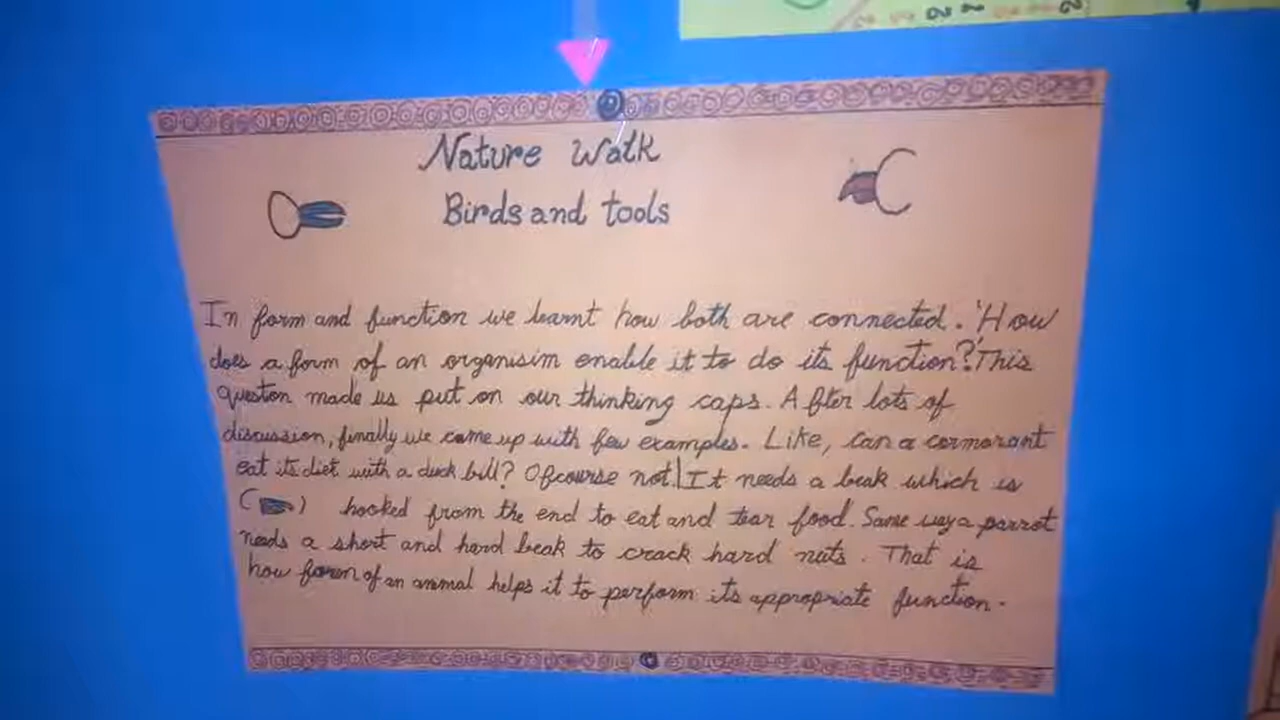 Nature Walk
Birds and tools
In form and function we learnt how both are connected. 'How
does a form of an organisim enable it to do its function?' This
queston made us put on our thinking caps. After lots of
discussion, finally we came up with few examples. Like, can a cormorant
eat its diet with a duck bill? Ofcourse not. It needs a beak which is
( ) hooked from the end to eat and tear food. Same way a parrot
needs a short and hard beak to crack hard nuts. That is
how form of an animal helps it to perform its appropriate function.